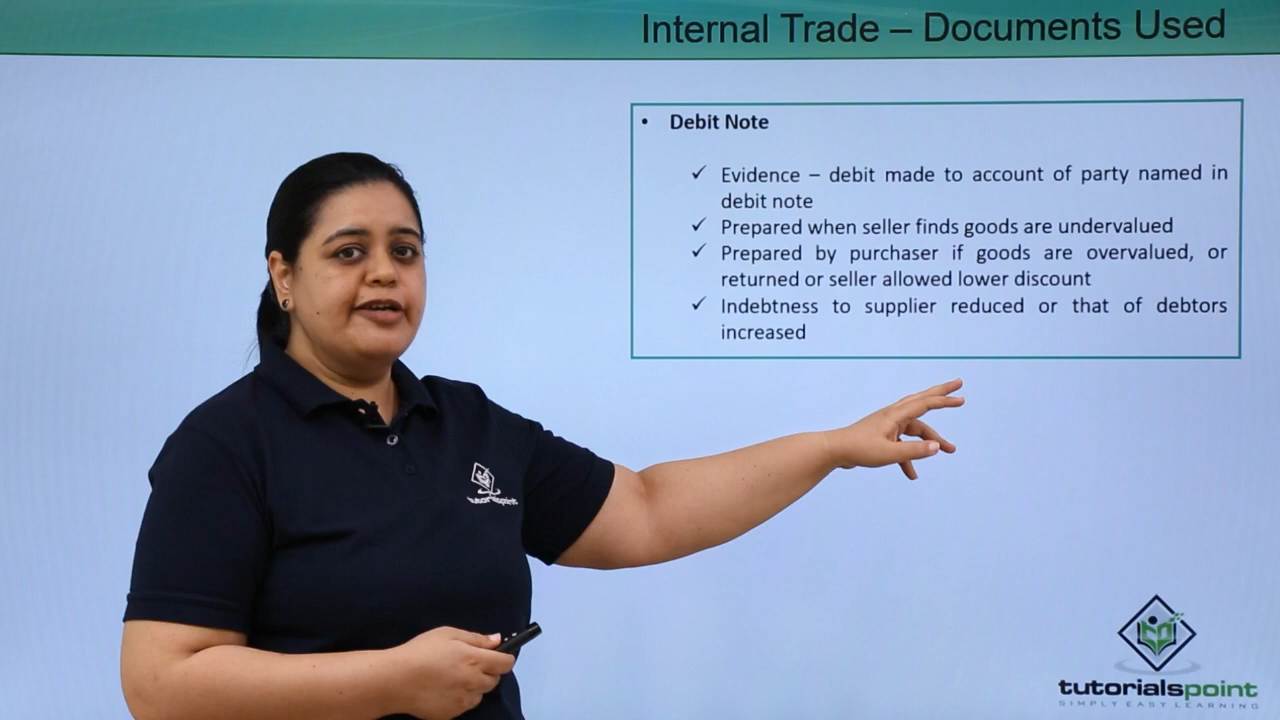 Internal Trade – Documents Used
• Debit Note
✓ Evidence – debit made to account of party named in
debit note
✓ Prepared when seller finds goods are undervalued
✓ Prepared by purchaser if goods are overvalued, or
returned or seller allowed lower discount
✓ Indebtness to supplier reduced or that of debtors
increased
tutorialspoint
tutorialspoint
SIMPLY EASY LEARNING